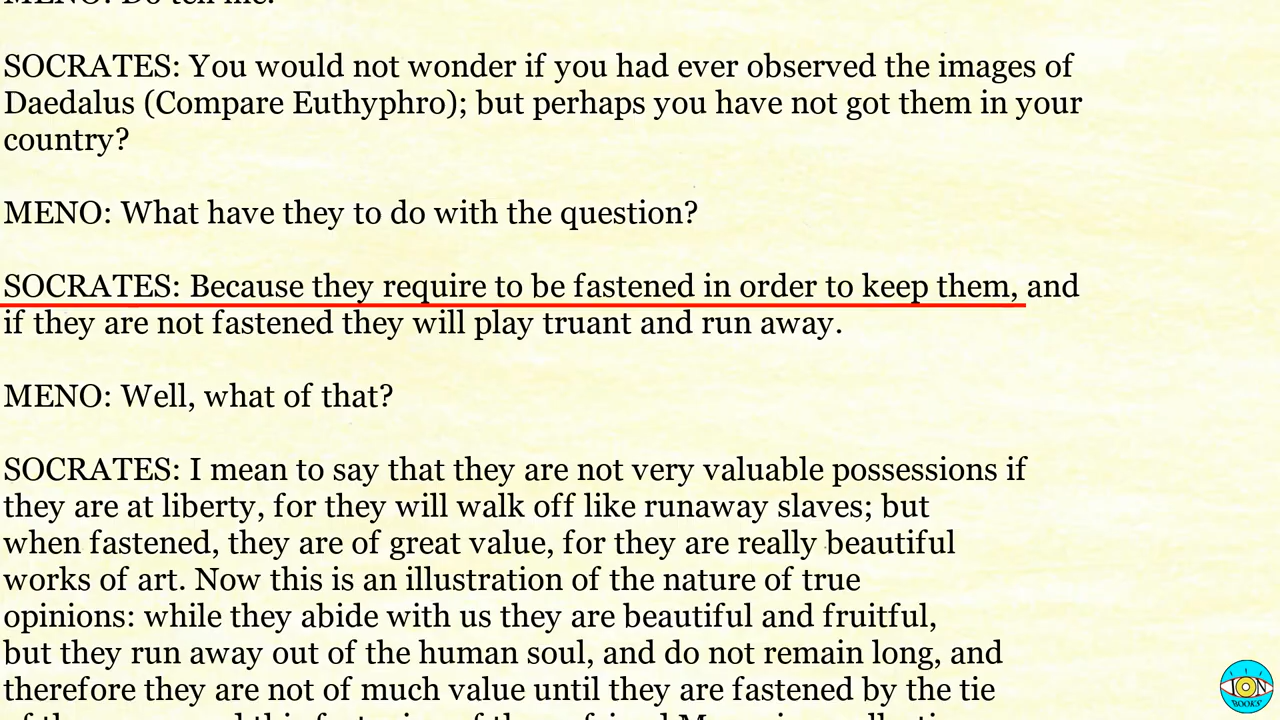 MENO: Do tell me.
SOCRATES: You would not wonder if you had ever observed the images of
Daedalus (Compare Euthyphro); but perhaps you have not got them in your
country?
MENO: What have they to do with the question?
SOCRATES: Because they require to be fastened in order to keep them, and
if they are not fastened they will play truant and run away.
MENO: Well, what of that?
SOCRATES: I mean to say that they are not very valuable possessions if
they are at liberty, for they will walk off like runaway slaves; but
when fastened, they are of great value, for they are really beautiful
works of art. Now this is an illustration of the nature of true
opinions: while they abide with us they are beautiful and fruitful,
but they run away out of the human soul, and do not remain long, and
therefore they are not of much value until they are fastened by the tie
ION
BOOKS